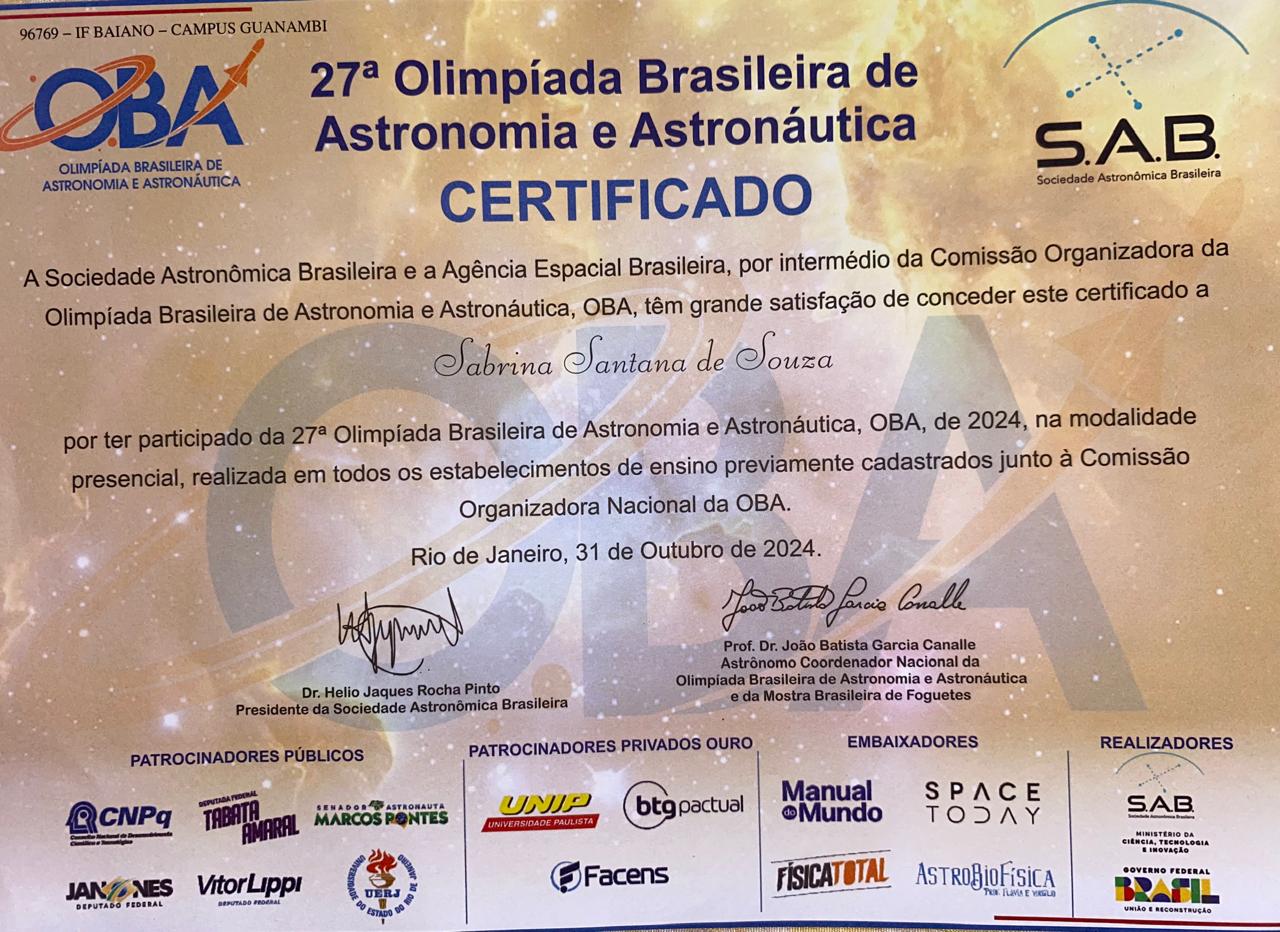 96769 – IF BAIANO – CAMPUS GUANAMBI
OBA
OLIMPÍADA BRASILEIRA DE
ASTRONOMIA E ASTRONÁUTICA
27ª Olimpíada Brasileira de
Astronomia e Astronáutica
CERTIFICADO
S.A.B.
Sociedade Astronômica Brasileira
A Sociedade Astronômica Brasileira e a Agência Espacial Brasileira, por intermédio da Comissão Organizadora da
Olimpíada Brasileira de Astronomia e Astronáutica, OBA, têm grande satisfação de conceder este certificado a
Sabrina Santana de Souza
por ter participado da 27ª Olimpíada Brasileira de Astronomia e Astronáutica, OBA, de 2024, na modalidade
presencial, realizada em todos os estabelecimentos de ensino previamente cadastrados junto à Comissão
Organizadora Nacional da OBA.
Rio de Janeiro, 31 de Outubro de 2024.
João Batista Garcia Canalle
Dr. Helio Jaques Rocha Pinto
Presidente da Sociedade Astronômica Brasileira
Prof. Dr. João Batista Garcia Canalle
Astrônomo Coordenador Nacional da
Olimpíada Brasileira de Astronomia e Astronáutica
e da Mostra Brasileira de Foguetes
PATROCINADORES PÚBLICOS
CNPq
Conselho Nacional de Desenvolvimento
Científico e Tecnológico
DEPUTADA FEDERAL
TABATA
AMARAL
SENADOR ASTRONAUTA
MARCOS PONTES
JANONES
DEPUTADO FEDERAL
Vitor Lippi
DEPUTADO FEDERAL
UERJ
UNIVERSIDADE DO ESTADO DO RIO DE JANEIRO
PATROCINADORES PRIVADOS OURO
UNIP
UNIVERSIDADE PAULISTA
btg pactual
Facens
EMBAIXADORES
Manual
do Mundo
SPACE
TODAY
FÍSICATOTAL
ASTROBIOFÍSICA
PROF. FLAVIA E VIRGILIO
REALIZADORES
S.A.B.
Sociedade Astronômica Brasileira
MINISTÉRIO DA
CIÊNCIA, TECNOLOGIA
E INOVAÇÃO
GOVERNO FEDERAL
BRASIL
UNIÃO E RECONSTRUÇÃO